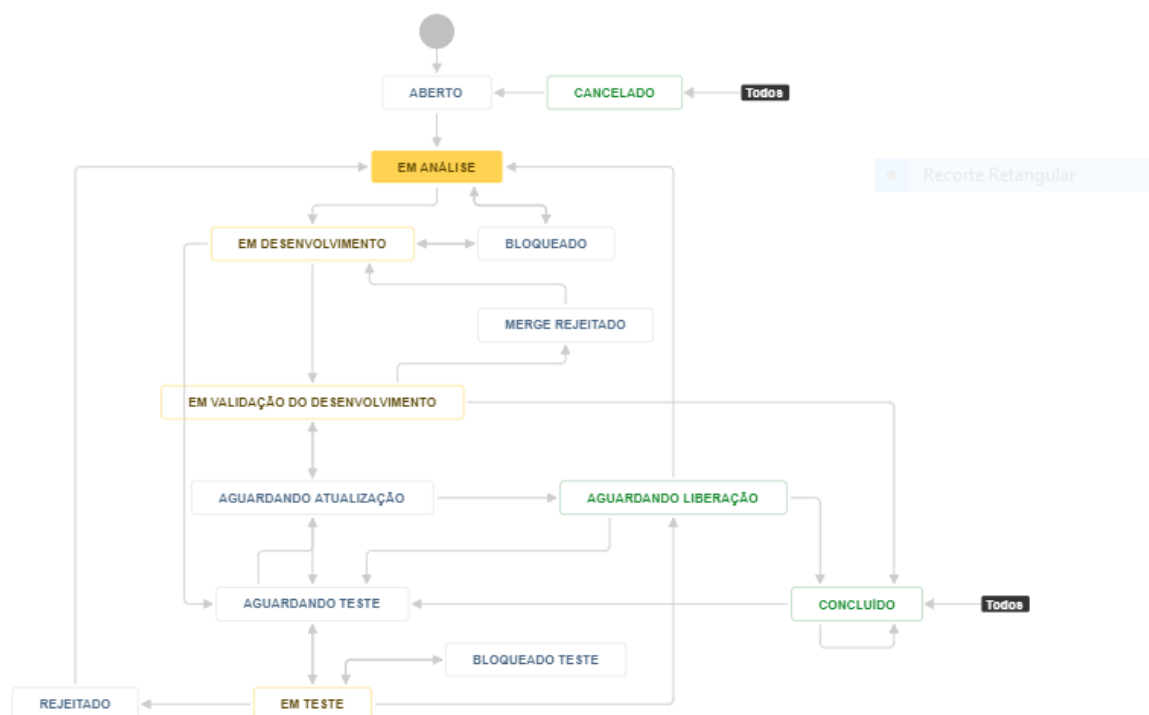 ABERTO
CANCELADO
Todos
EM ANÁLISE
Recorte Retangular
EM DESENVOLVIMENTO
BLOQUEADO
MERGE REJEITADO
EM VALIDAÇÃO DO DESENVOLVIMENTO
AGUARDANDO ATUALIZAÇÃO
AGUARDANDO LIBERAÇÃO
AGUARDANDO TESTE
CONCLUÍDO
Todos
BLOQUEADO TESTE
REJEITADO
EM TESTE